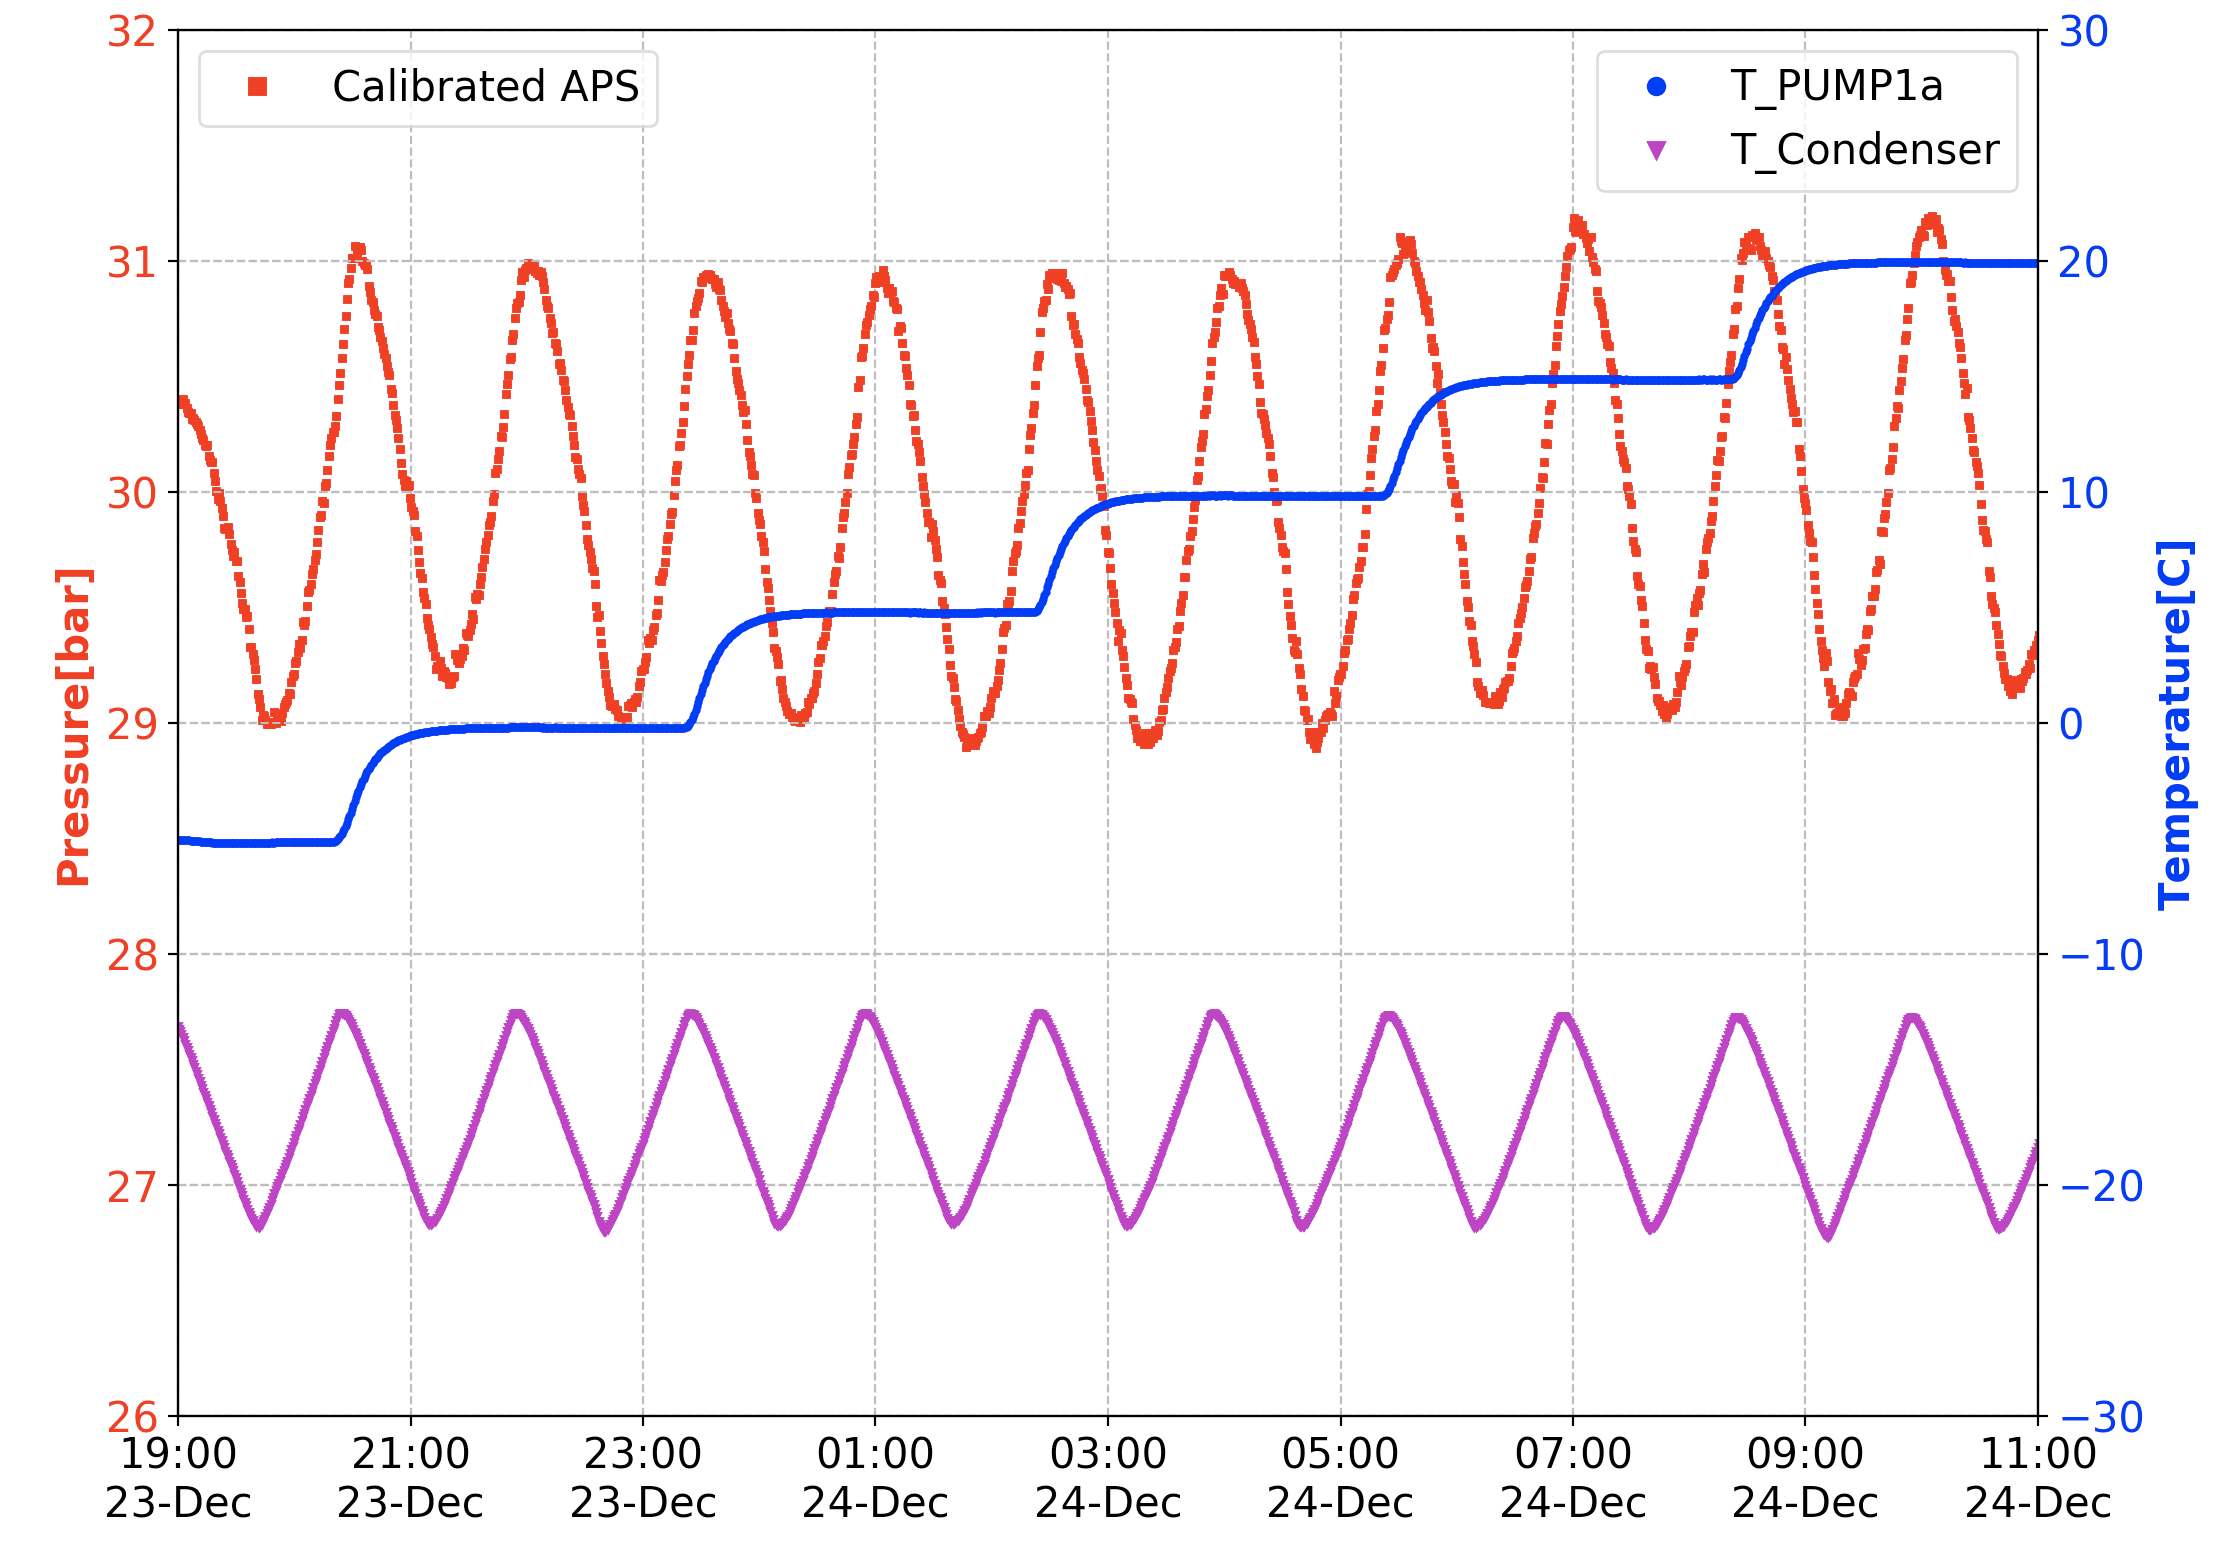 32
31
30
29
28
27
26
Pressure[bar]
Calibrated APS
T_PUMP1a
T_Condenser
30
20
10
0
−10
−20
−30
Temperature[C]
19:00 21:00 23:00 01:00 03:00 05:00 07:00 09:00 11:00
23-Dec 23-Dec 23-Dec 24-Dec 24-Dec 24-Dec 24-Dec 24-Dec 24-Dec